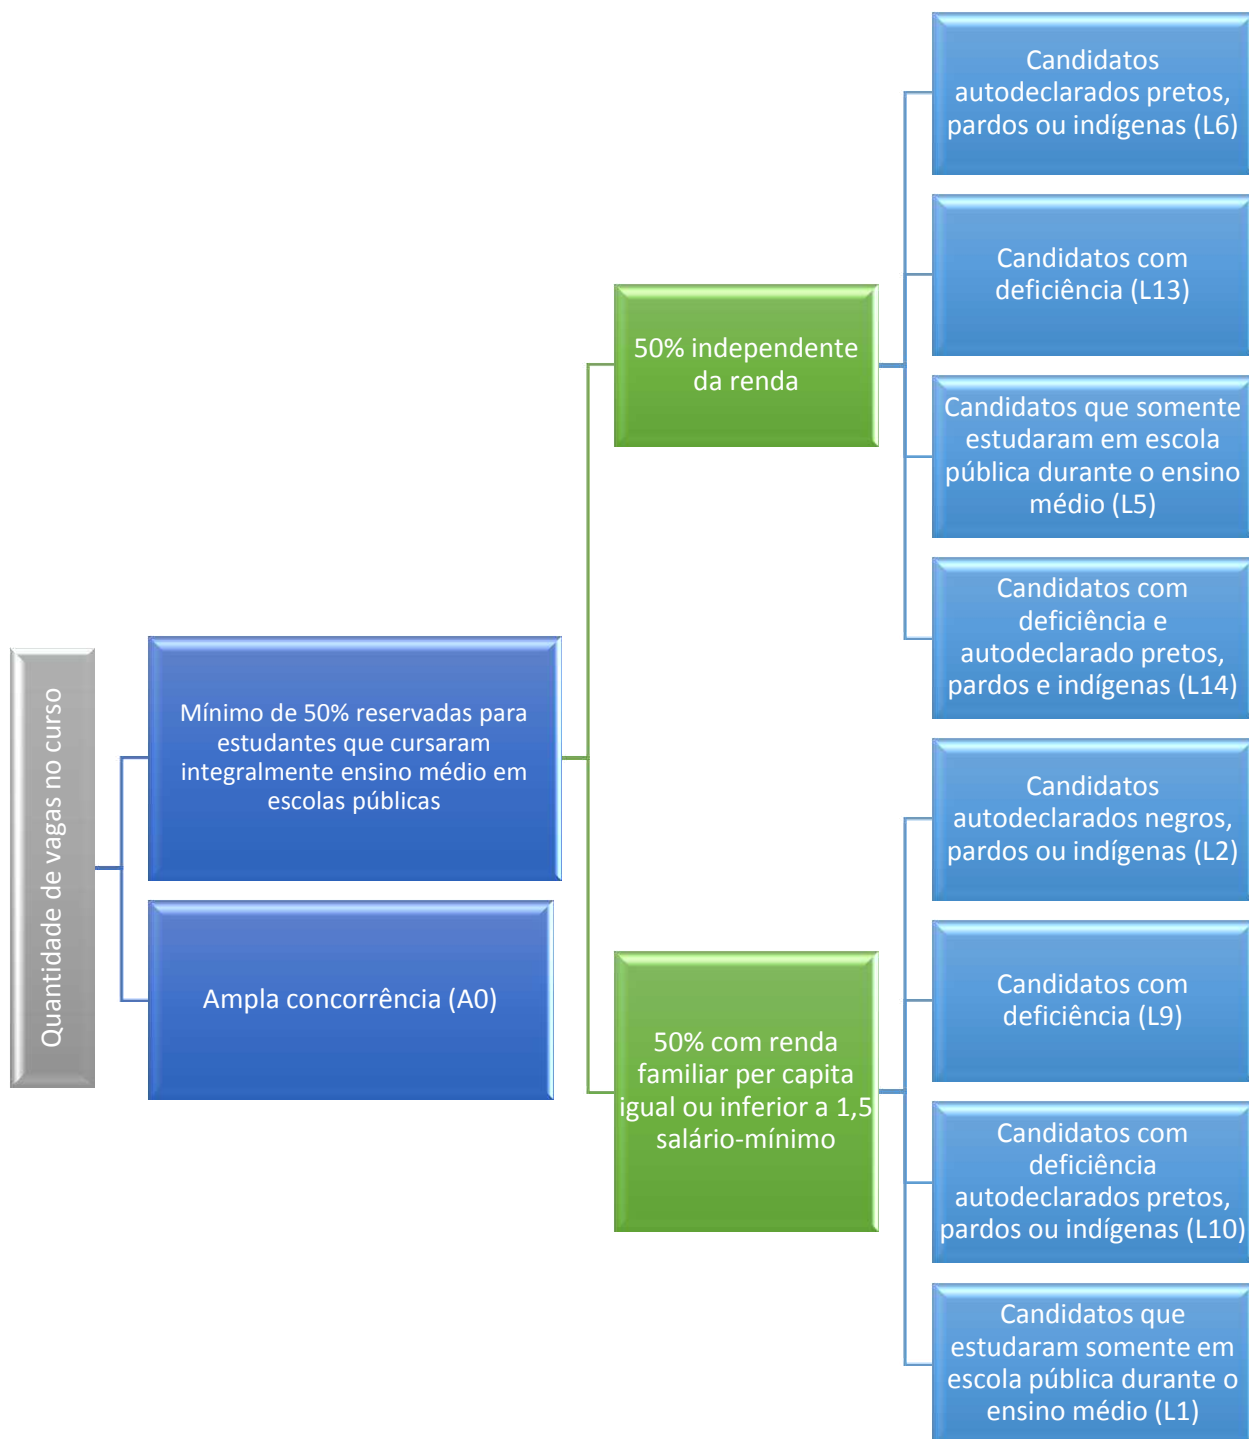 Quantidade de vagas no curso
Mínimo de 50% reservadas para
estudantes que cursaram
integralmente ensino médio em
escolas públicas
Ampla concorrência (A0)
50% independente
da renda
50% com renda
familiar per capita
igual ou inferior a 1,5
salário-mínimo
Candidatos
autodeclarados pretos,
pardos ou indígenas (L6)
Candidatos com
deficiência (L13)
Candidatos que somente
estudaram em escola
pública durante o ensino
médio (L5)
Candidatos com
deficiência e
autodeclarado pretos,
pardos e indígenas (L14)
Candidatos
autodeclarados negros,
pardos ou indígenas (L2)
Candidatos com
deficiência (L9)
Candidatos com
deficiência
autodeclarados pretos,
pardos ou indígenas (L10)
Candidatos que
estudaram somente em
escola pública durante o
ensino médio (L1)